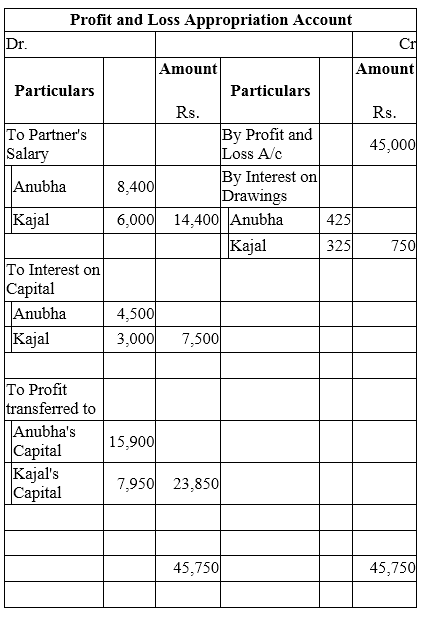 Profit and Loss Appropriation Account
Dr. Cr
Particulars Amount Rs. Particulars Amount Rs.
To Partner's Salary By Profit and Loss A/c 45,000
Anubha 8,400 By Interest on Drawings
Kajal 6,000 14,400 Anubha 425
Kajal 325 750
To Interest on Capital
Anubha 4,500
Kajal 3,000 7,500
To Profit transferred to
Anubha's Capital 15,900
Kajal's Capital 7,950 23,850
45,750 45,750